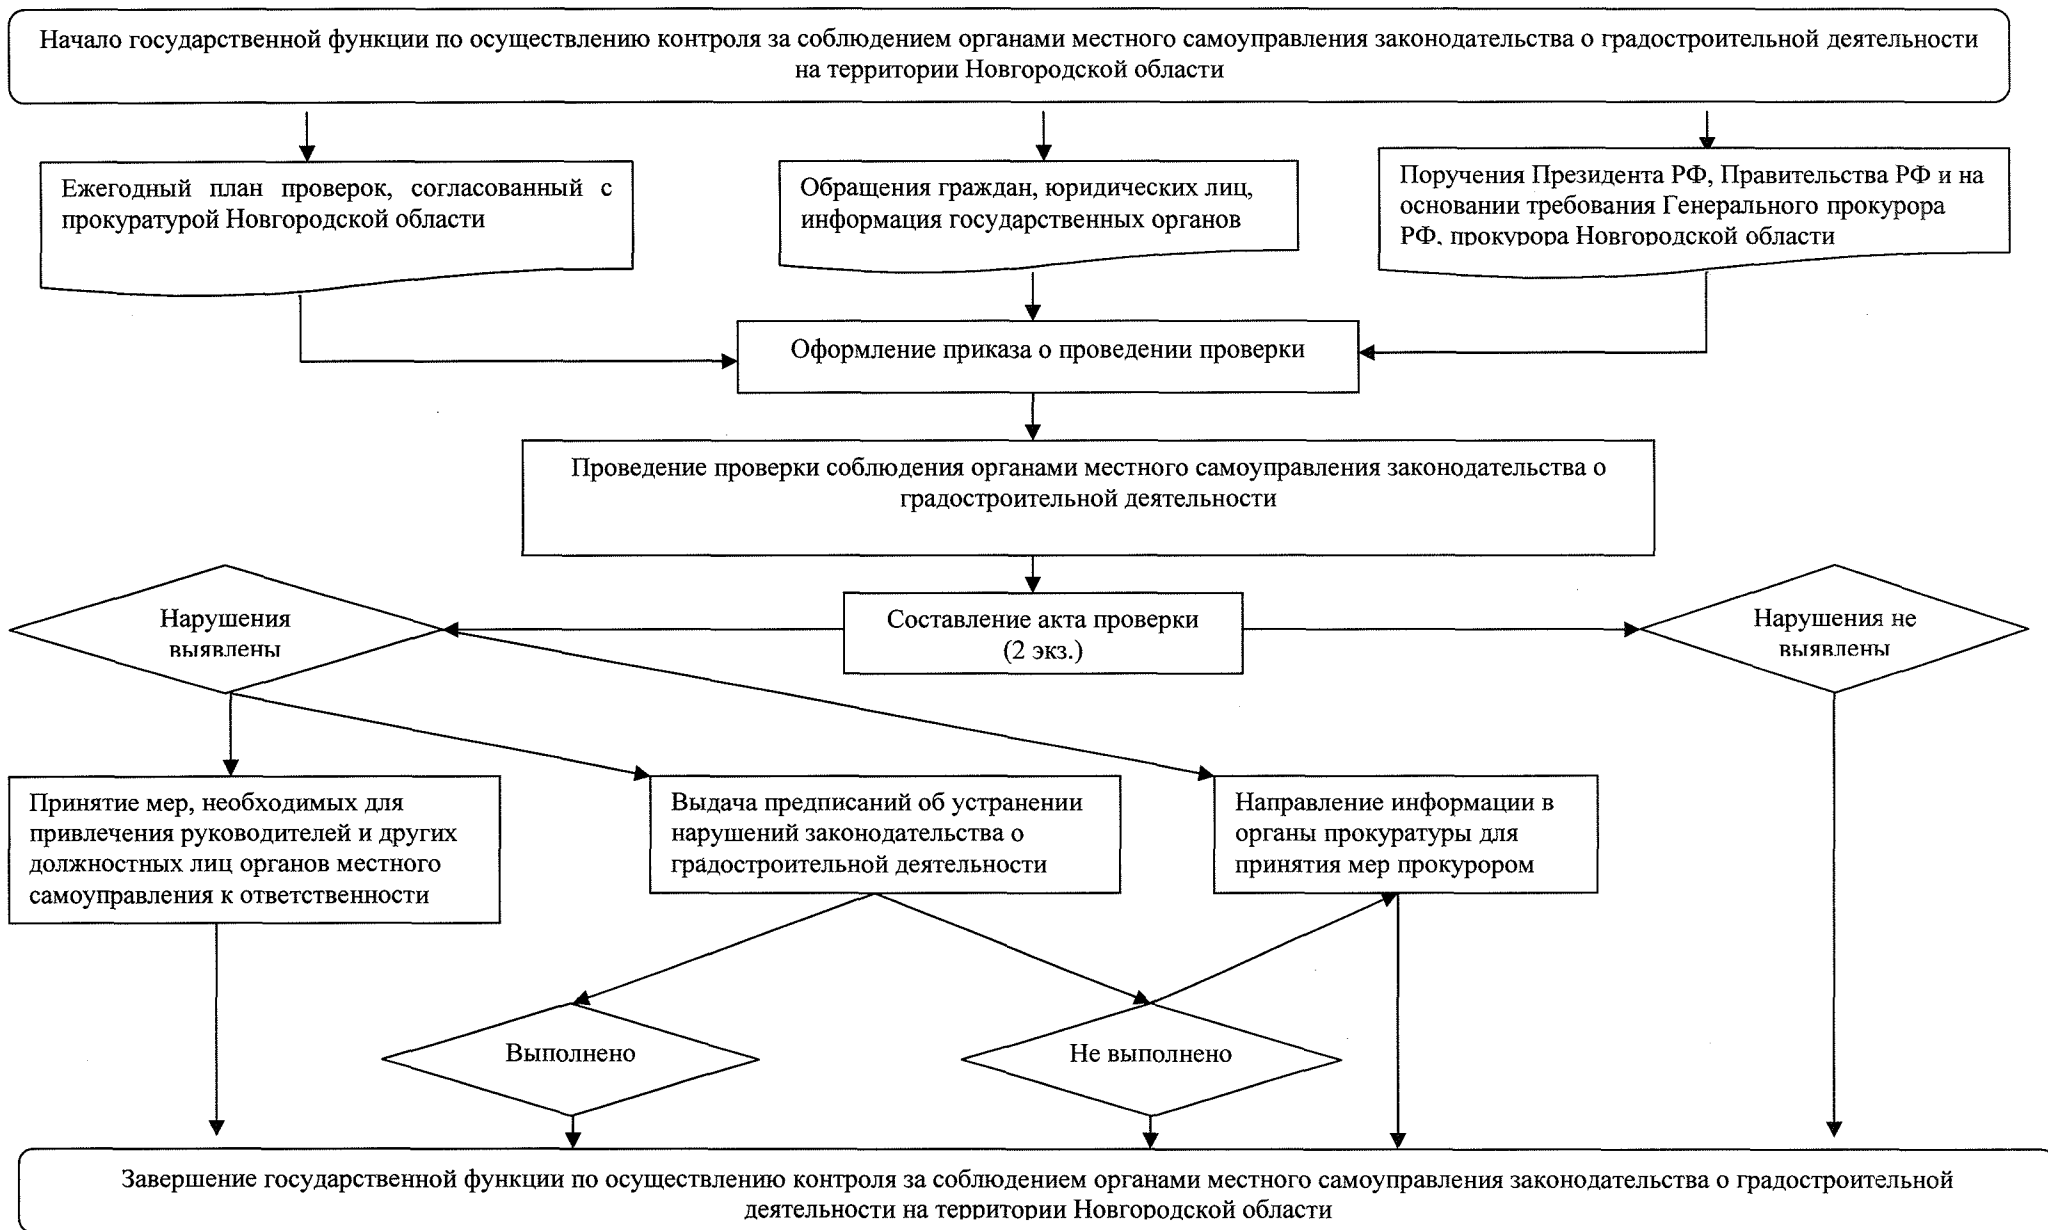 Начало государственной функции по осуществлению контроля за соблюдением органами местного самоуправления законодательства о градостроительной деятельности
на территории Новгородской области
Ежегодный план проверок, согласованный с
прокуратурой Новгородской области
Обращения граждан, юридических лиц,
информация государственных органов
Поручения Президента РФ, Правительства РФ и на
основании требования Генерального прокурора
РФ, прокурора Новгородской области
Оформление приказа о проведении проверки
Проведение проверки соблюдения органами местного самоуправления законодательства о
градостроительной деятельности
Нарушения
выявлены
Составление акта проверки
(2 экз.)
Нарушения не
выявлены
Принятие мер, необходимых для
привлечения руководителей и других
должностных лиц органов местного
самоуправления к ответственности
Выдача предписаний об устранении
нарушений законодательства о
градостроительной деятельности
Направление информации в
органы прокуратуры для
принятия мер прокурором
Выполнено
Не выполнено
Завершение государственной функции по осуществлению контроля за соблюдением органами местного самоуправления законодательства о градостроительной
деятельности на территории Новгородской области